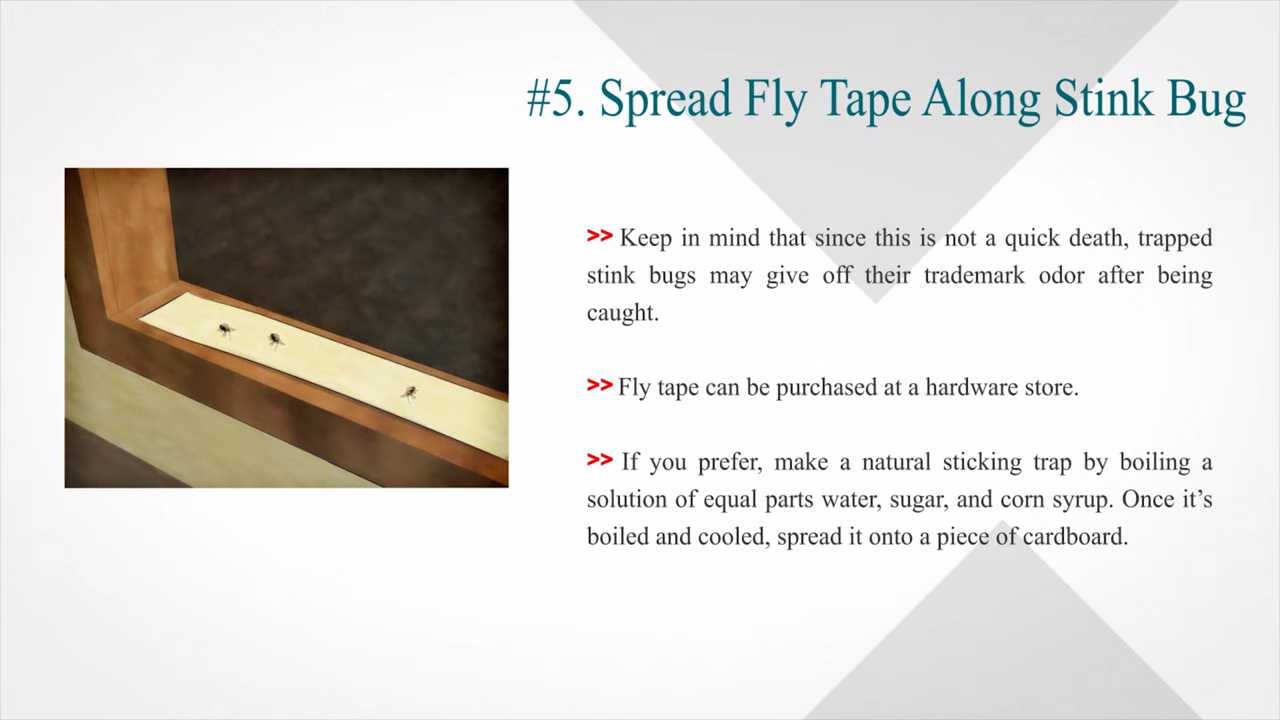 #5. Spread Fly Tape Along Stink Bug
>> Keep in mind that since this is not a quick death, trapped
stink bugs may give off their trademark odor after being
caught.
>> Fly tape can be purchased at a hardware store.
>> If you prefer, make a natural sticking trap by boiling a
solution of equal parts water, sugar, and corn syrup. Once it’s
boiled and cooled, spread it onto a piece of cardboard.